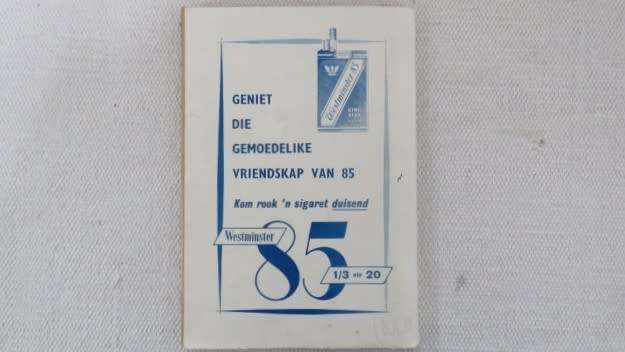 Westminster 85
GENIET
DIE
GEMOEDELIKE
VRIENDSKAP VAN 85
Kom rook 'n sigaret duisend
Westminster
85
1/3 vir 20